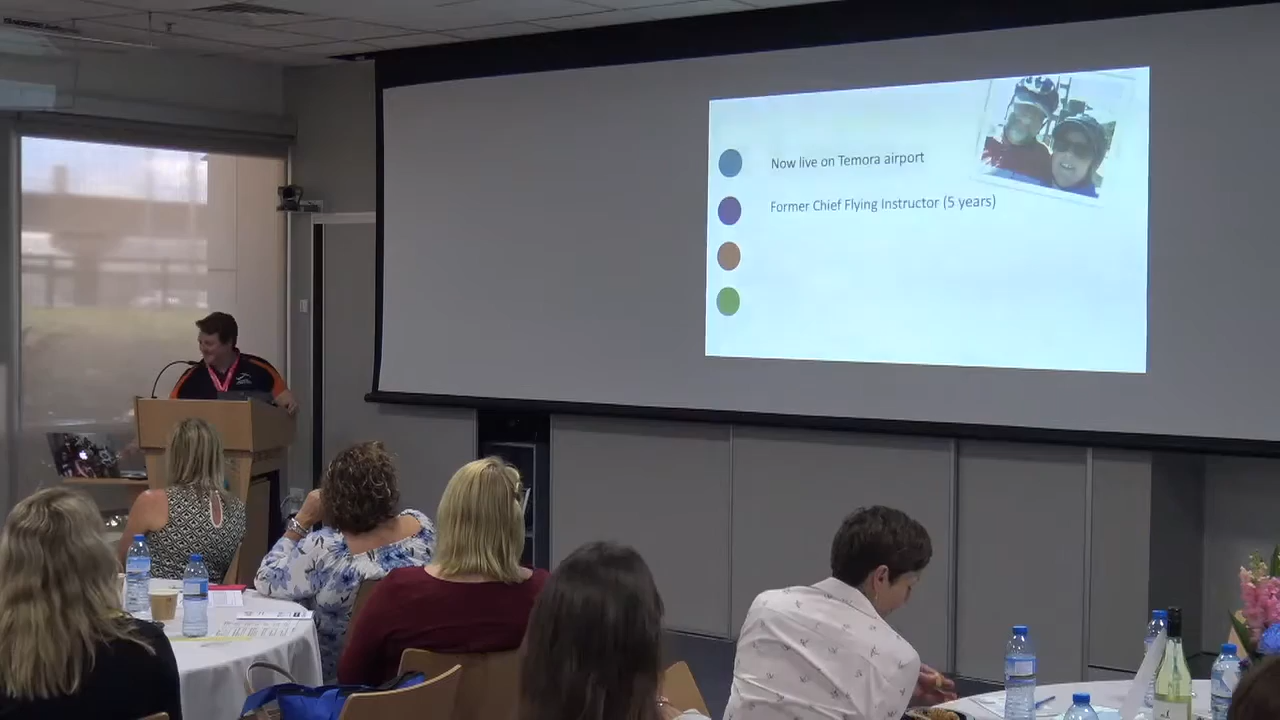 Now live on Temora airport
Former Chief Flying Instructor (5 years)